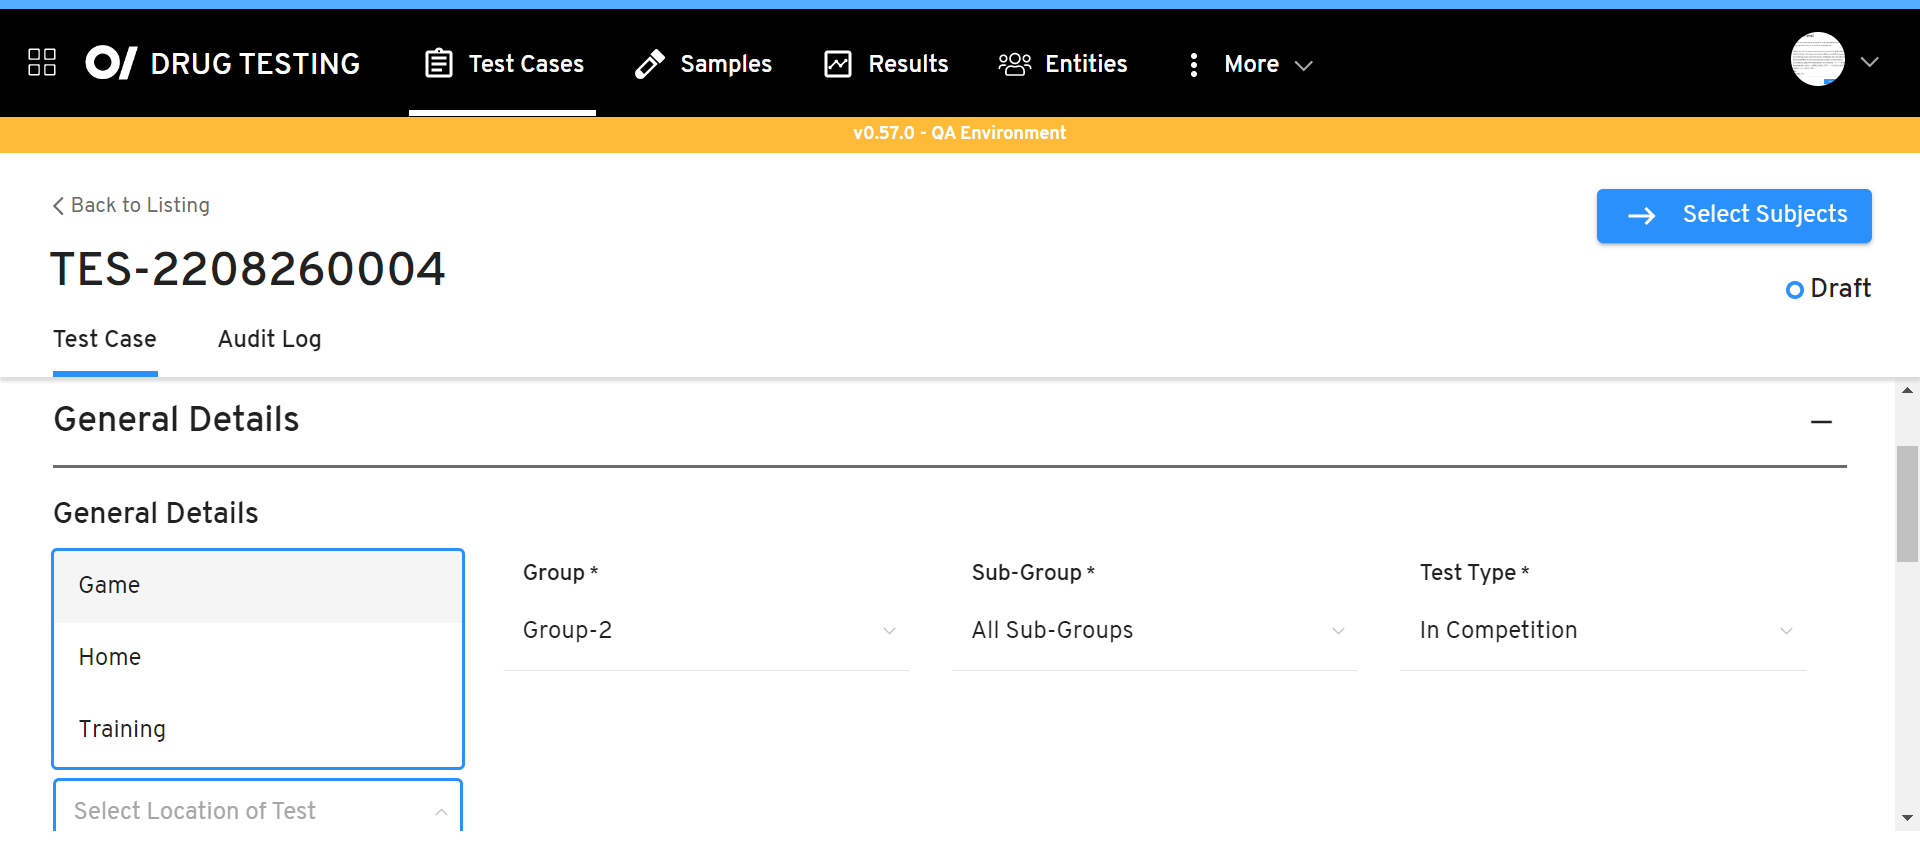 DRUG TESTING
Test Cases
Samples
Results
Entities
More
v0.57.0 - QA Environment
Back to Listing
Select Subjects
TES-2208260004
Draft
Test Case
Audit Log
General Details
General Details
Game
Home
Training
Group *
Group-2
Sub-Group *
All Sub-Groups
Test Type *
In Competition
Select Location of Test